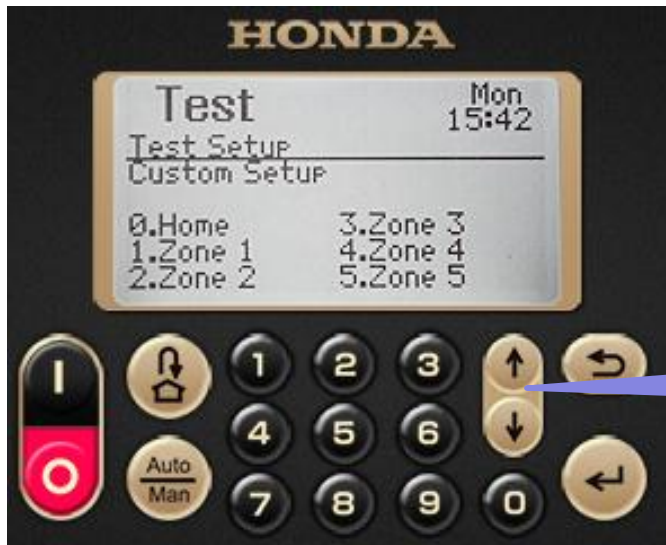 HONDA
Test
Mon
15:42
Test Setup
Custom Setup
0.Home 3.Zone 3
1.Zone 1 4.Zone 4
2.Zone 2 5.Zone 5
I
1 2 3
4 5 6
O
Auto
Man
7 8 9 0